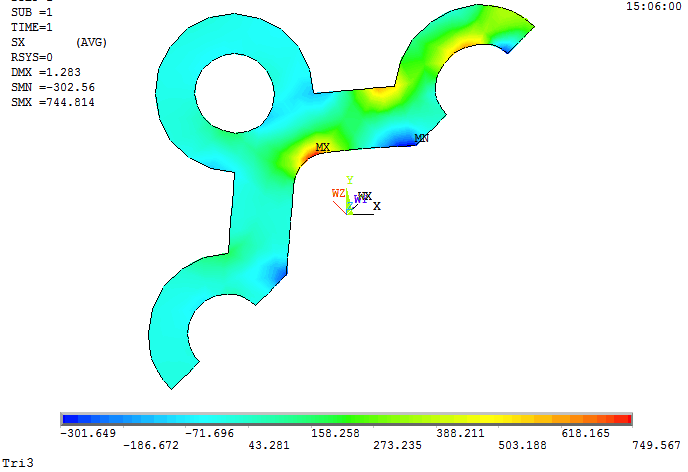 SUB =1
TIME=1
SX (AVG)
RSYS=0
DMX =1.283
SMN =-302.56
SMX =744.814
15:06:00
MX
MN
Y
WZ
WX
WY
X
Z
-301.649 -71.696 158.258 388.211 618.165
-186.672 43.281 273.235 503.188 749.567
Tri3